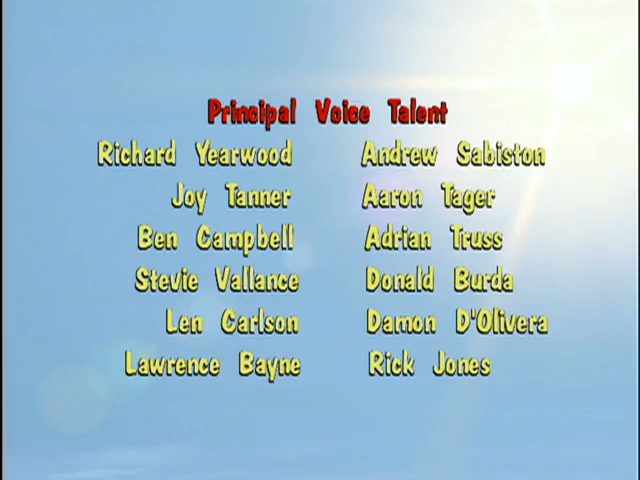 Principal Voice Talent
Richard Yearwood Andrew Sabiston
Joy Tanner Aaron Tager
Ben Campbell Adrian Truss
Stevie Vallance Donald Burda
Len Carlson Damon D'Olivera
Lawrence Bayne Rick Jones